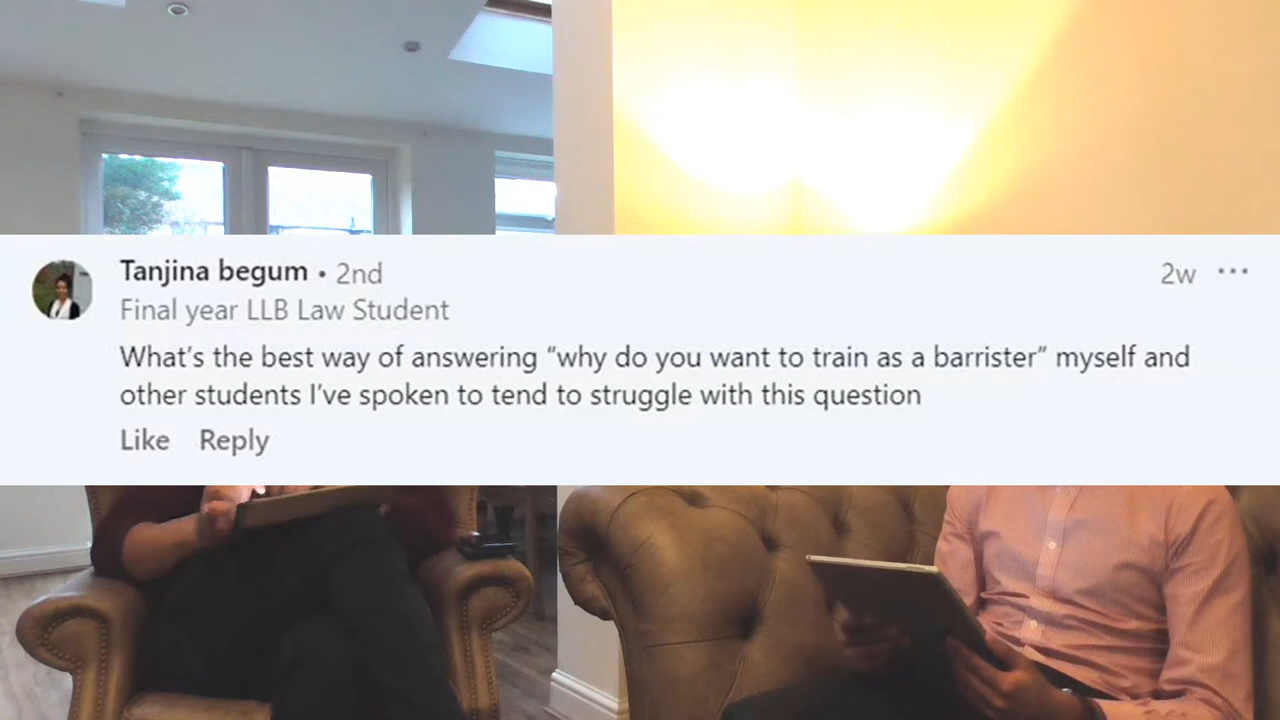 Tanjina begum • 2nd
2w ...
Final year LLB Law Student
What's the best way of answering “why do you want to train as a barrister” myself and
other students I've spoken to tend to struggle with this question
Like Reply